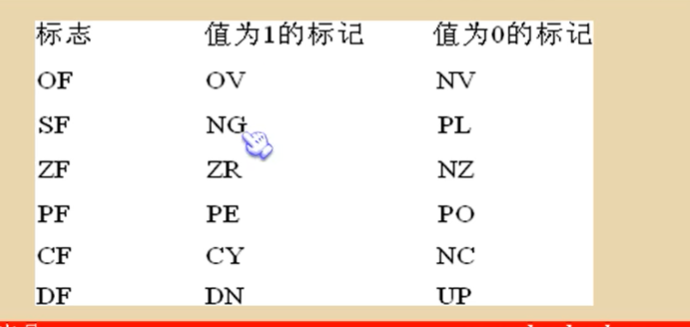 标志 值为1的标记 值为0的标记
OF OV NV
SF NG PL
ZF ZR NZ
PF PE PO
CF CY NC
DF DN UP